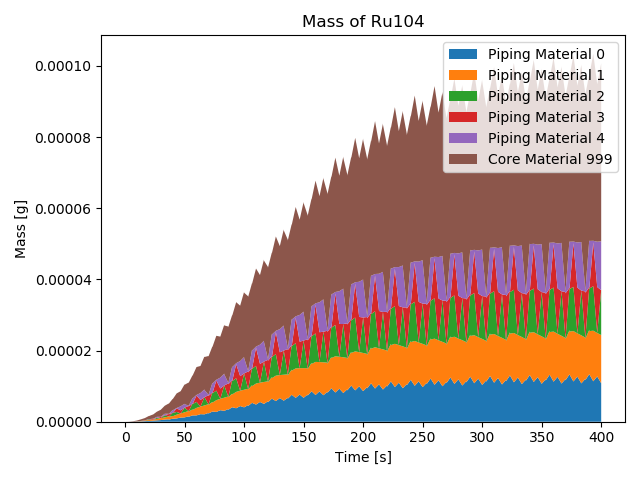 Mass of Ru104
Mass [g]
0.00010
0.00008
0.00006
0.00004
0.00002
0.00000
Piping Material 0
Piping Material 1
Piping Material 2
Piping Material 3
Piping Material 4
Core Material 999
0 50 100 150 200 250 300 350 400
Time [s]